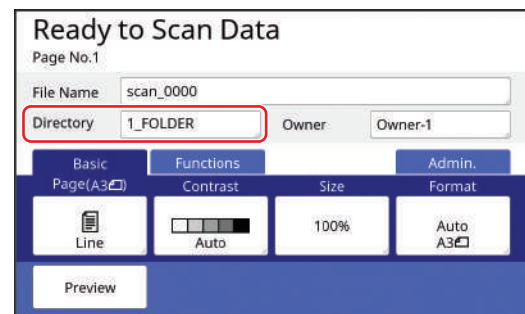 Ready to Scan Data
Page No.1
File Name scan_0000
Directory 1_FOLDER Owner Owner-1
Basic Functions Admin.
Page(A3) Contrast Size Format
Line Auto 100% Auto
A3
Preview